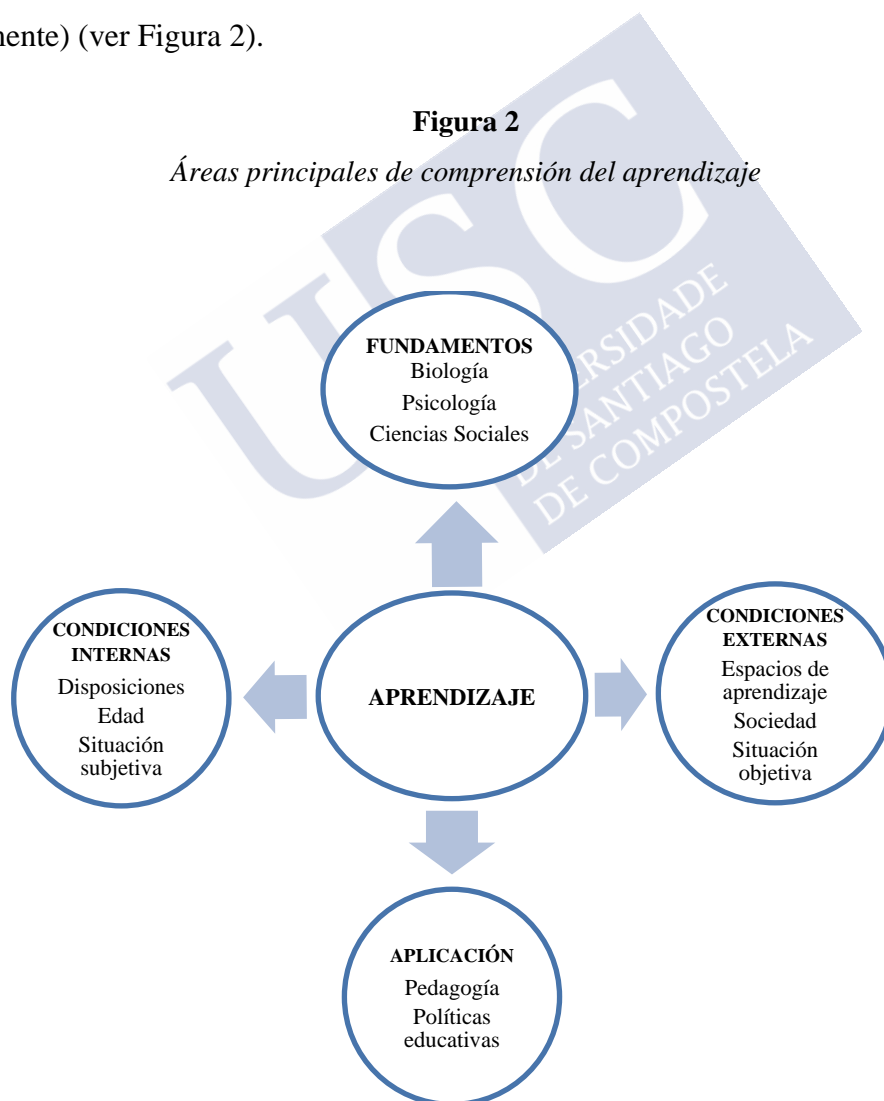 mente) (ver Figura 2).
Figura 2
Áreas principales de comprensión del aprendizaje
USC
UNIVERSIDADE
DE SANTIAGO
DE COMPOSTELA
FUNDAMENTOS
Biología
Psicología
Ciencias Sociales
CONDICIONES
INTERNAS
Disposiciones
Edad
Situación
subjetiva
APRENDIZAJE
CONDICIONES
EXTERNAS
Espacios de
aprendizaje
Sociedad
Situación
objetiva
APLICACIÓN
Pedagogía
Políticas
educativas